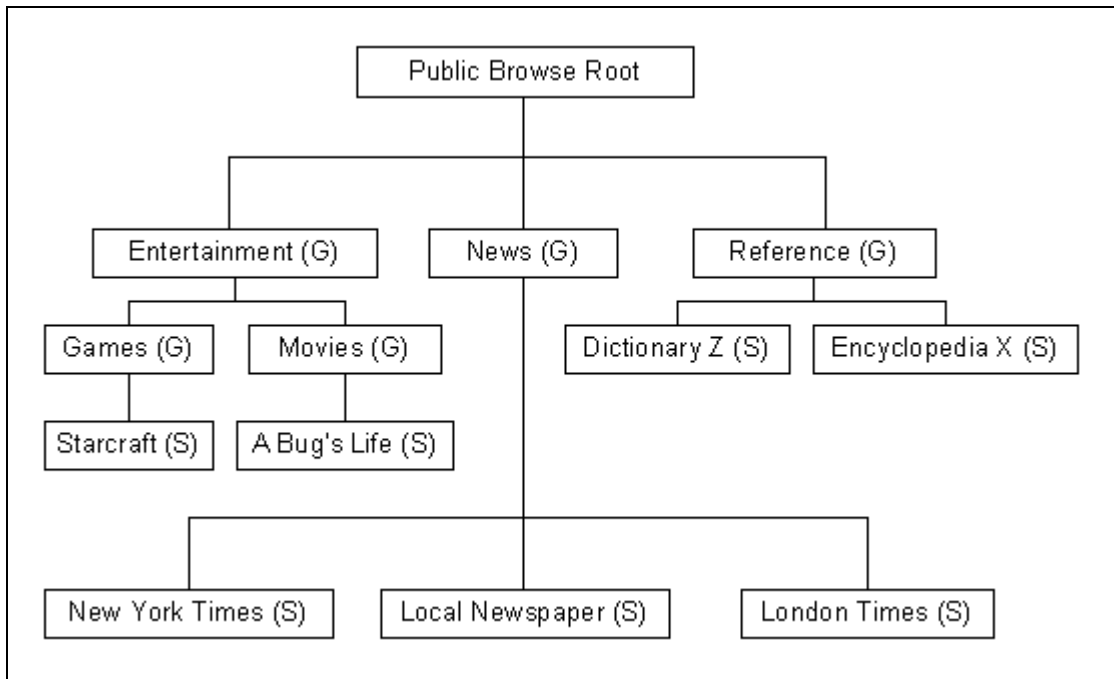 Public Browse Root
Entertainment (G)
News (G)
Reference (G)
Games (G)
Movies (G)
Dictionary Z (S)
Encyclopedia X (S)
Starcraft (S)
A Bug's Life (S)
New York Times (S)
Local Newspaper (S)
London Times (S)